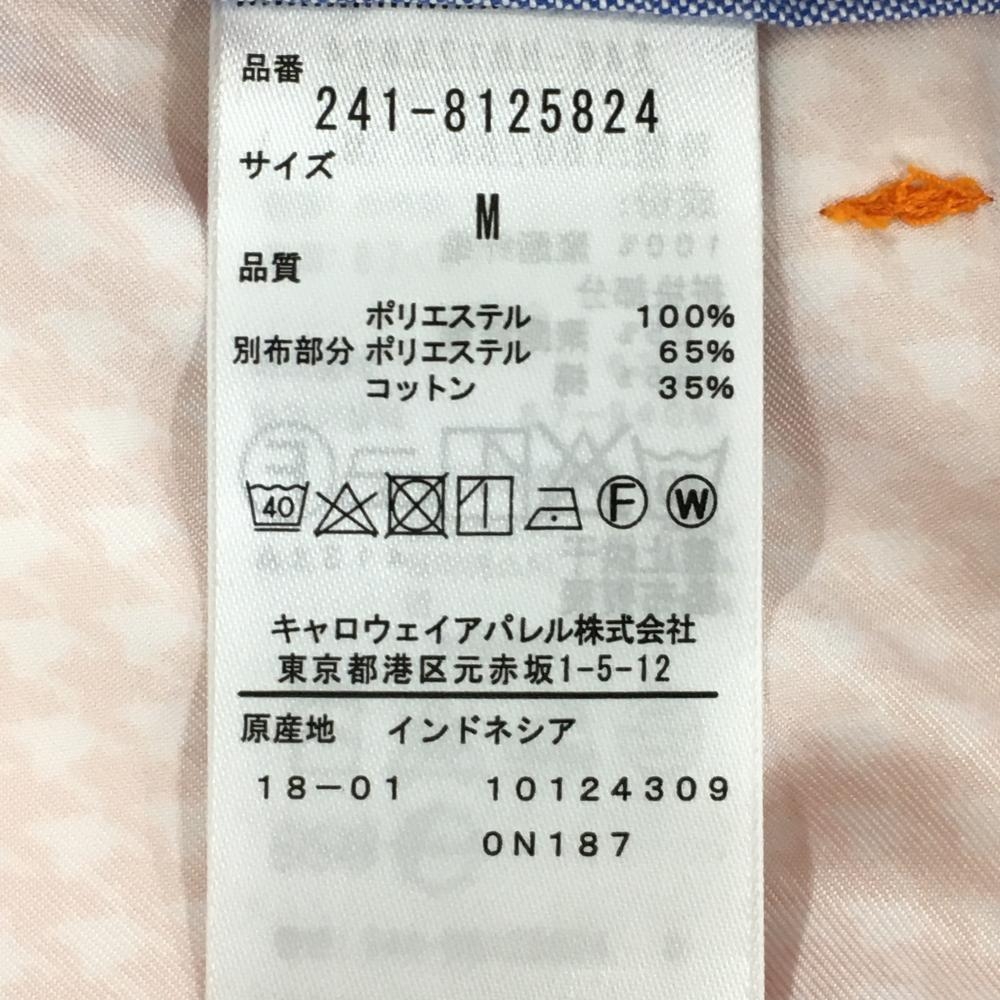 品番
241-8125824
サイズ
M
品質
ポリエステル 100%
別布部分 ポリエステル 65%
コットン 35%
40 F W
キャロウェイアパレル株式会社
東京都港区元赤坂1-5-12
原産地 インドネシア
18-01 10124309
0N187